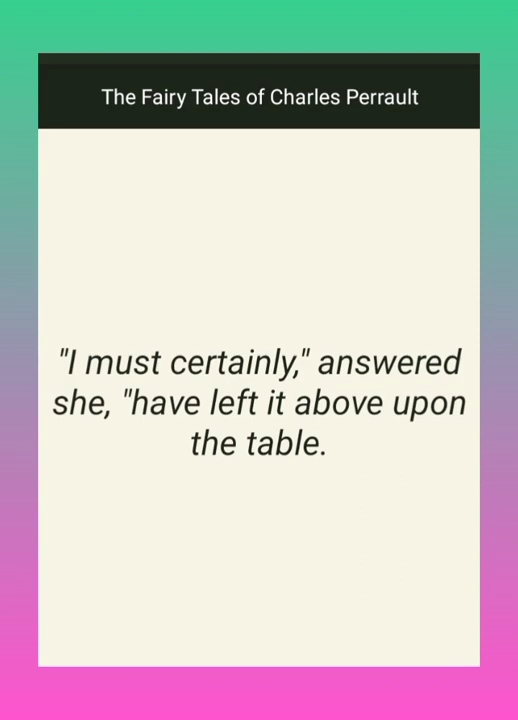 The Fairy Tales of Charles Perrault
"I must certainly," answered
she, "have left it above upon
the table.